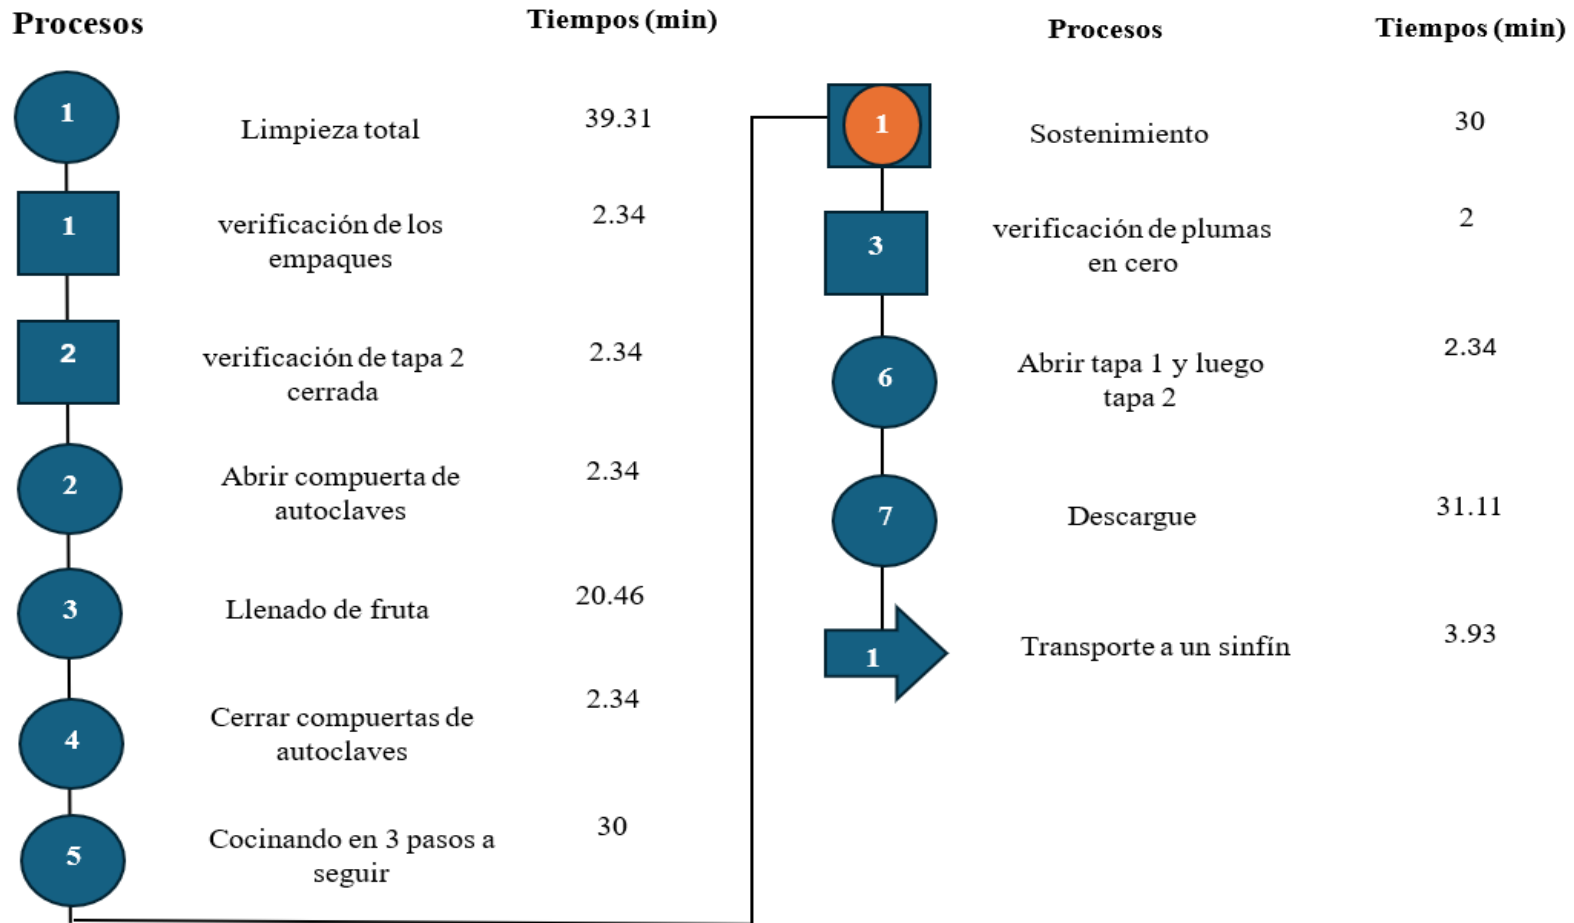 Procesos
Tiempos (min)
1
Limpieza total
39.31
1
verificación de los
empaques
2.34
2
verificación de tapa 2
cerrada
2.34
2
Abrir compuerta de
autoclaves
2.34
3
Llenado de fruta
20.46
4
Cerrar compuertas de
autoclaves
2.34
5
Cocinando en 3 pasos a
seguir
30
Procesos
Tiempos (min)
1
Sostenimiento
30
3
verificación de plumas
en cero
2
6
Abrir tapa 1 y luego
tapa 2
2.34
7
Descargue
31.11
1
Transporte a un sinfín
3.93